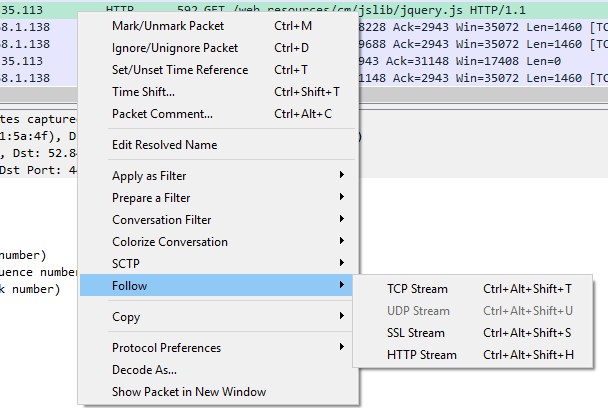 35.113 HTTP 592 GET /web_resources/cm/jslib/jquery.js HTTP/1.1
68.1.138 8228 Ack=2943 Win=35072 Len=1460 [TC
68.1.138 9688 Ack=2943 Win=35072 Len=1460 [TC
35.113 943 Ack=31148 Win=17408 Len=0
68.1.138 1148 Ack=2943 Win=35072 Len=1460 [TC
tes captured
1:5a:4f), D
, Dst: 52.84
Dst Port: 44
number)
uence number
k number)
Mark/Unmark Packet Ctrl+M
Ignore/Unignore Packet Ctrl+D
Set/Unset Time Reference Ctrl+T
Time Shift... Ctrl+Shift+T
Packet Comment... Ctrl+Alt+C
Edit Resolved Name
Apply as Filter
Prepare a Filter
Conversation Filter
Colorize Conversation
SCTP
Follow
Copy
Protocol Preferences
Decode As...
Show Packet in New Window
TCP Stream Ctrl+Alt+Shift+T
UDP Stream Ctrl+Alt+Shift+U
SSL Stream Ctrl+Alt+Shift+S
HTTP Stream Ctrl+Alt+Shift+H